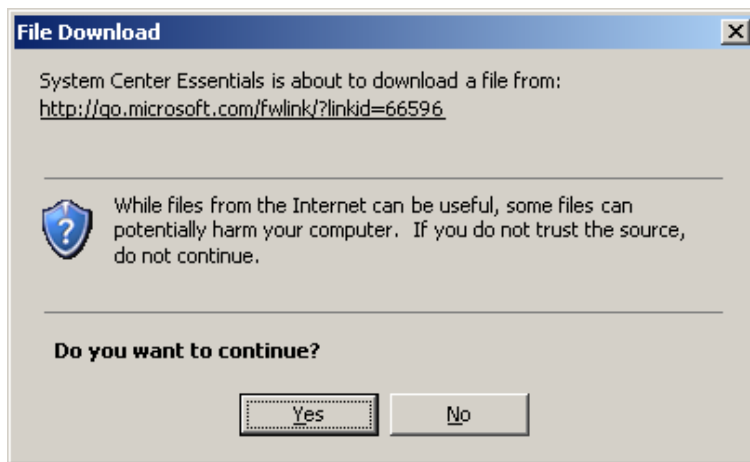 File Download
System Center Essentials is about to download a file from:
http://go.microsoft.com/fwlink/?linkid=66596
While files from the Internet can be useful, some files can
potentially harm your computer.  If you do not trust the source,
do not continue.
Do you want to continue?
Yes
No